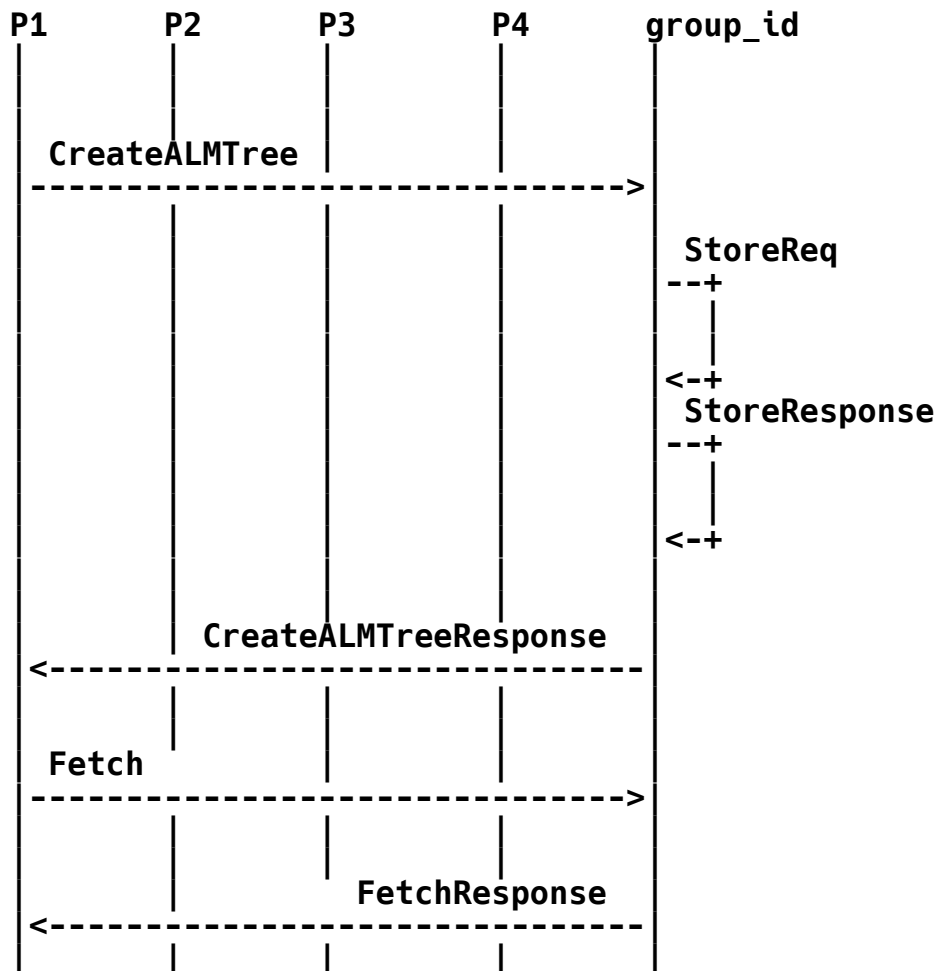 P1 P2 P3 P4 group_id
CreateALMTree
StoreReq
StoreResponse
CreateALMTreeResponse
Fetch
FetchResponse